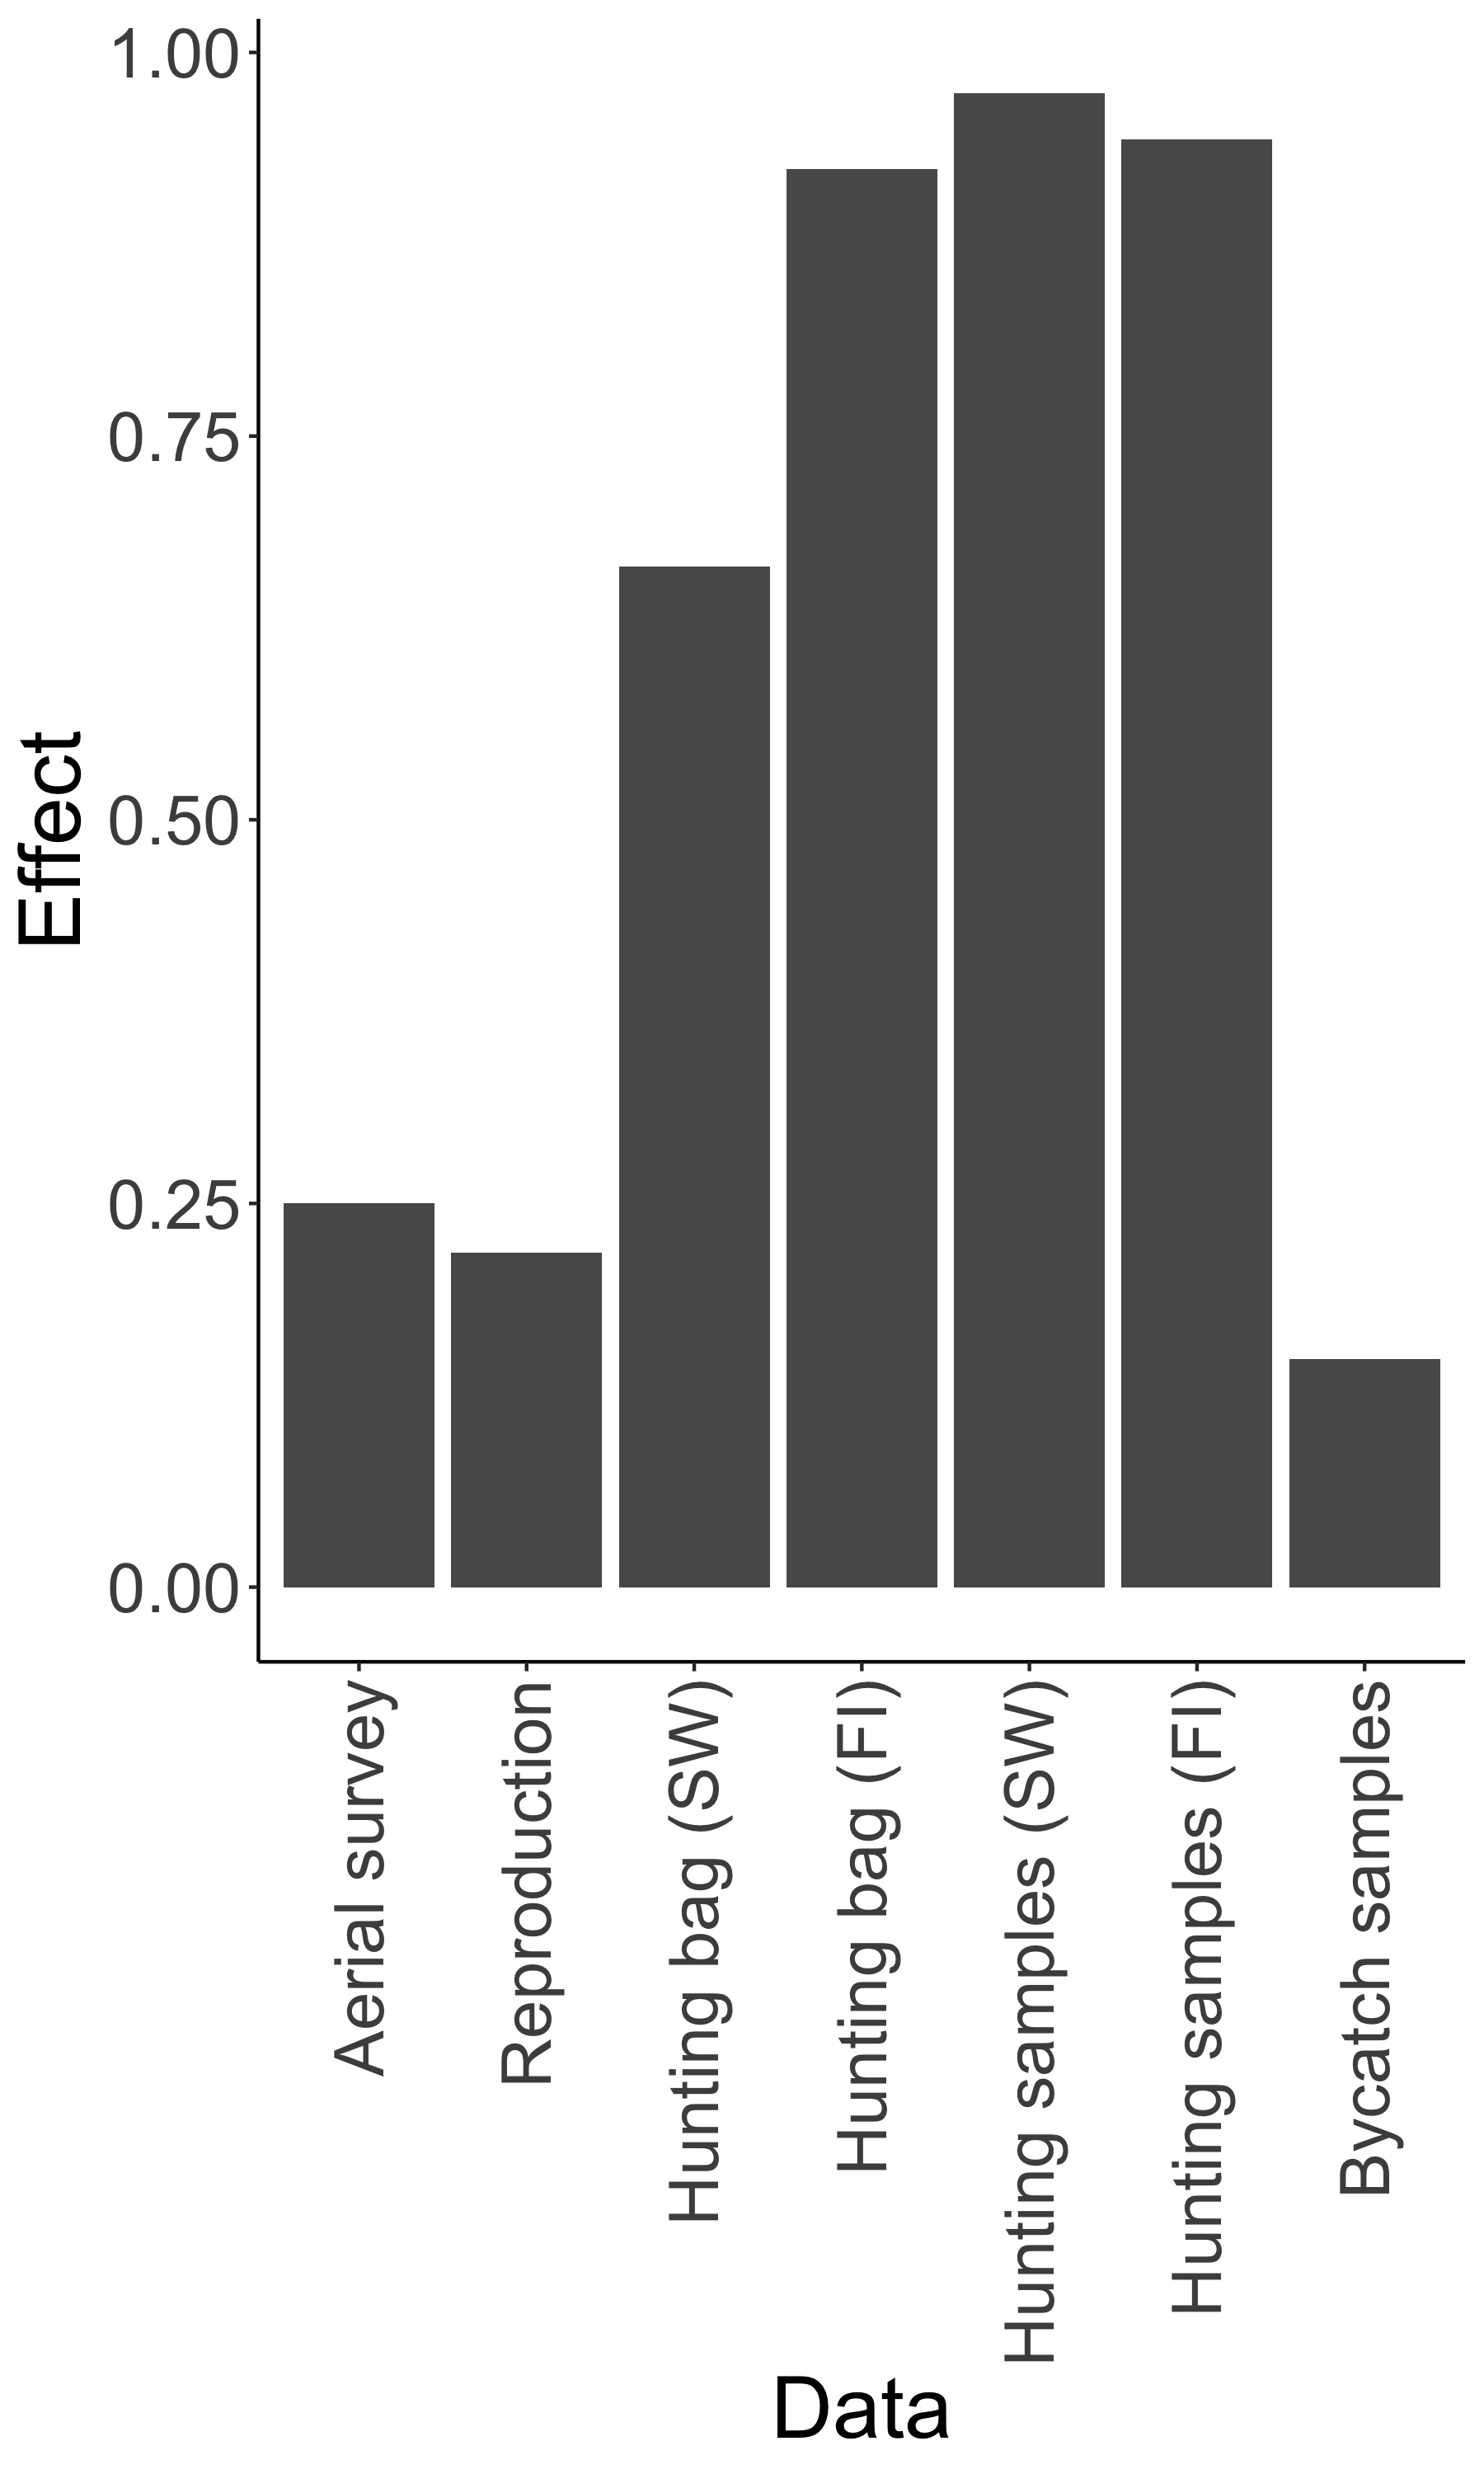 1.00
0.75
0.50
0.25
0.00
Effect
Aerial survey
Reproduction
Hunting bag (SW)
Hunting bag (FI)
Hunting samples (SW)
Hunting samples (FI)
Bycatch samples
Data